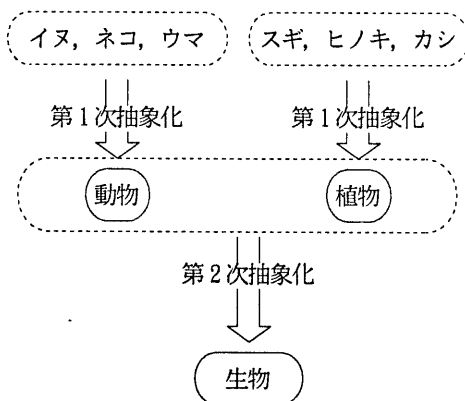 イヌ，ネコ，ウマ
スギ，ヒノキ，カシ
第1次抽象化
第1次抽象化
動物
植物
第2次抽象化
生物